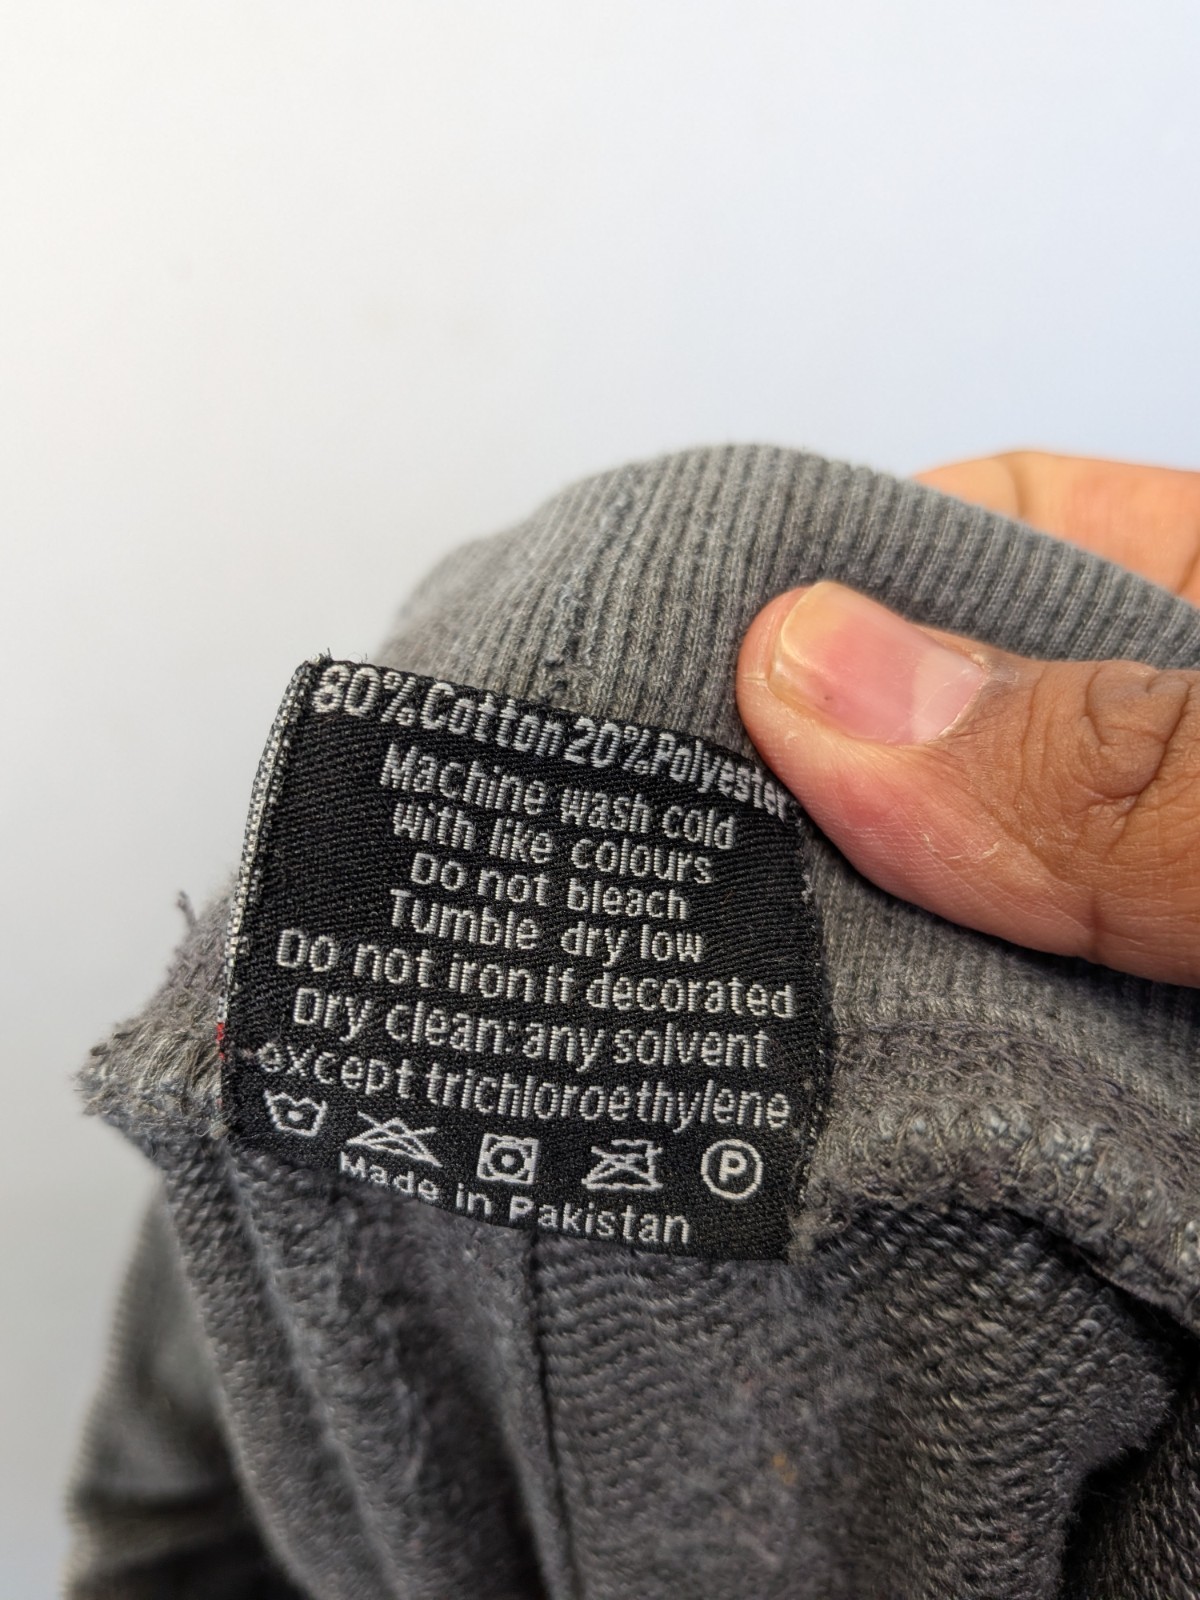 80% Cotton 20% Polyester
Machine wash cold
with like colours
Do not bleach
Tumble dry low
Do not iron if decorated
Dry clean: any solvent
except trichloroethylene
P
Made in Pakistan